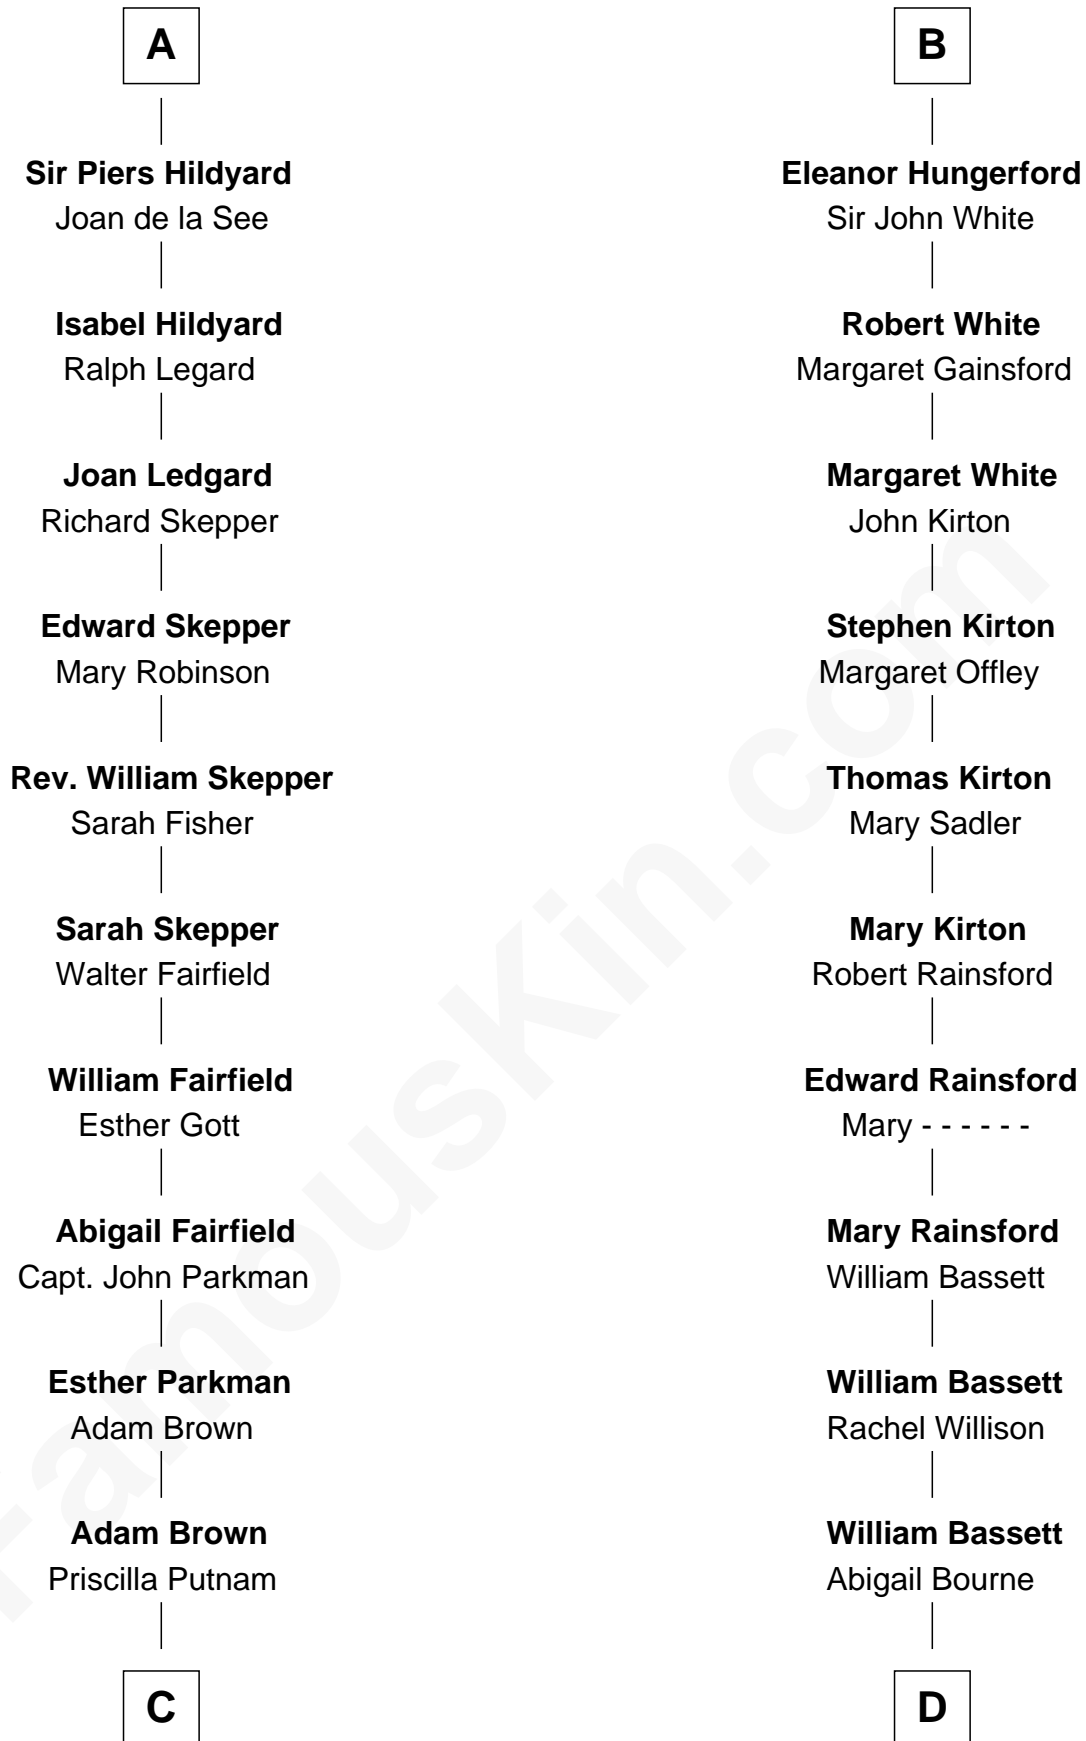 A
Sir Piers Hildyard
Joan de la See
Isabel Hildyard
Ralph Legard
Joan Ledgard
Richard Skepper
Edward Skepper
Mary Robinson
Rev. William Skepper
Sarah Fisher
Sarah Skepper
Walter Fairfield
William Fairfield
Esther Gott
Abigail Fairfield
Capt. John Parkman
Esther Parkman
Adam Brown
Adam Brown
Priscilla Putnam
C
B
Eleanor Hungerford
Sir John White
Robert White
Margaret Gainsford
Margaret White
John Kirton
Stephen Kirton
Margaret Offley
Thomas Kirton
Mary Sadler
Mary Kirton
Robert Rainsford
Edward Rainsford
Mary - - - - - -
Mary Rainsford
William Bassett
William Bassett
Rachel Willison
William Bassett
Abigail Bourne
D
FamousKin.com